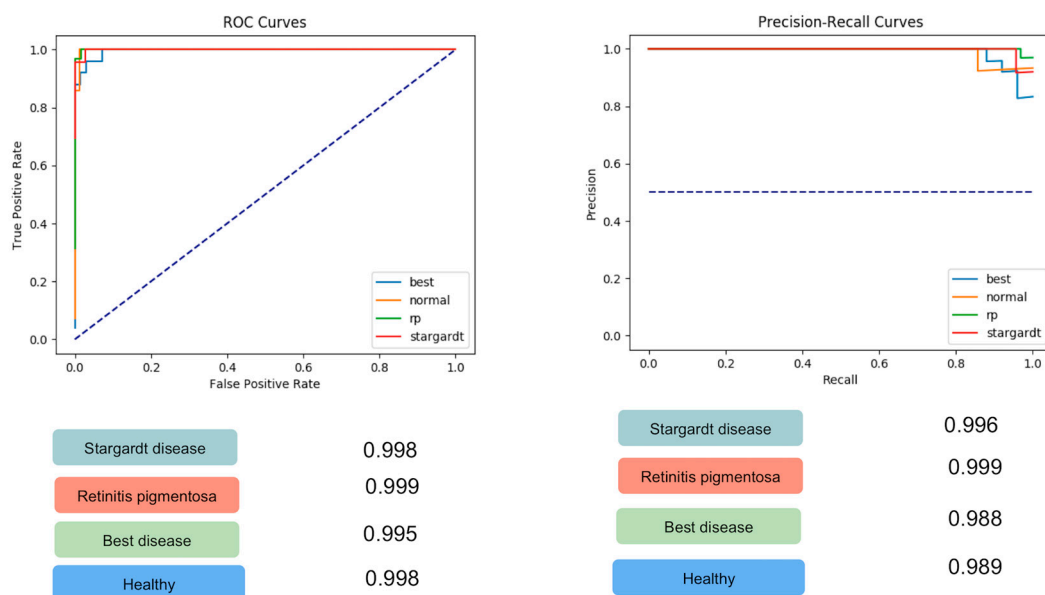 ROC Curves
1.0
0.8
0.6
0.4
0.2
0.0
True Positive Rate
0.0 0.2 0.4 0.6 0.8 1.0
False Positive Rate
best
normal
rp
stargardt
Precision-Recall Curves
1.0
0.8
0.6
0.4
0.2
0.0
Precision
0.0 0.2 0.4 0.6 0.8 1.0
Recall
best
normal
rp
stargardt
Stargardt disease 0.998
Retinitis pigmentosa 0.999
Best disease 0.995
Healthy 0.998
Stargardt disease 0.996
Retinitis pigmentosa 0.999
Best disease 0.988
Healthy 0.989